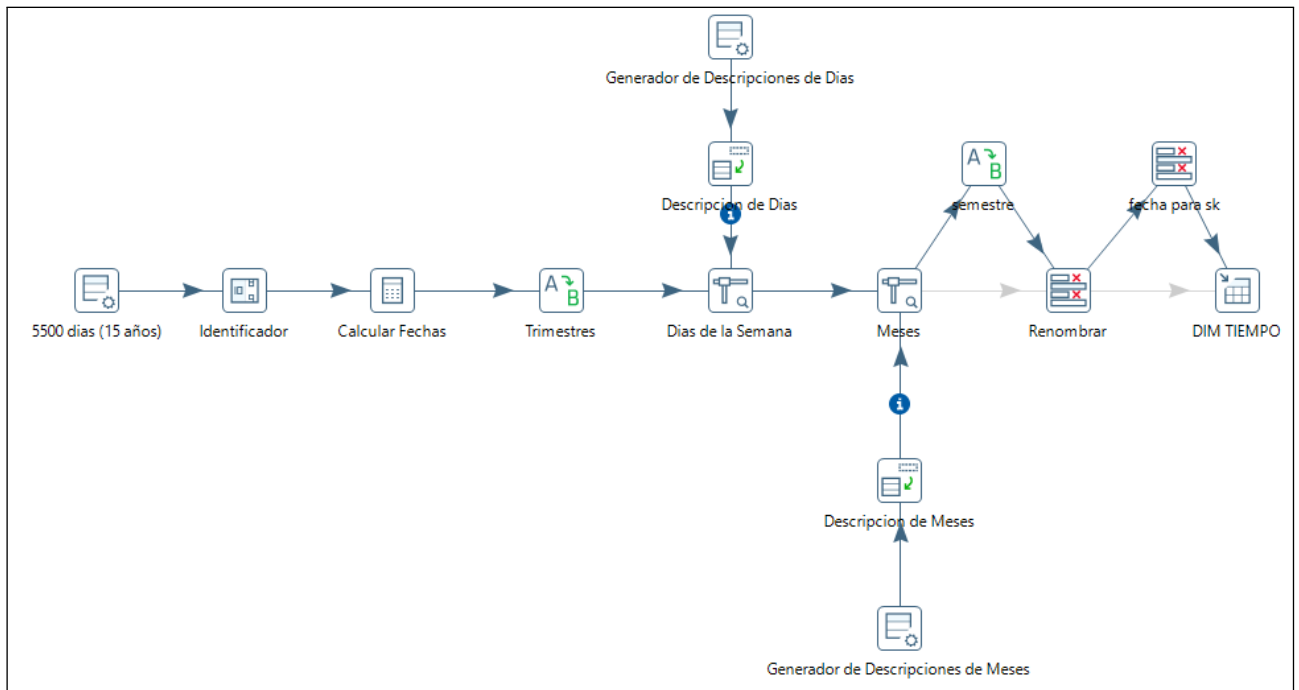 Generador de Descripciones de Dias
Descripcion de Dias
semestre
fecha para sk
5500 dias (15 años)
Identificador
Calcular Fechas
Trimestres
Dias de la Semana
Meses
Renombrar
DIM TIEMPO
Descripcion de Meses
Generador de Descripciones de Meses